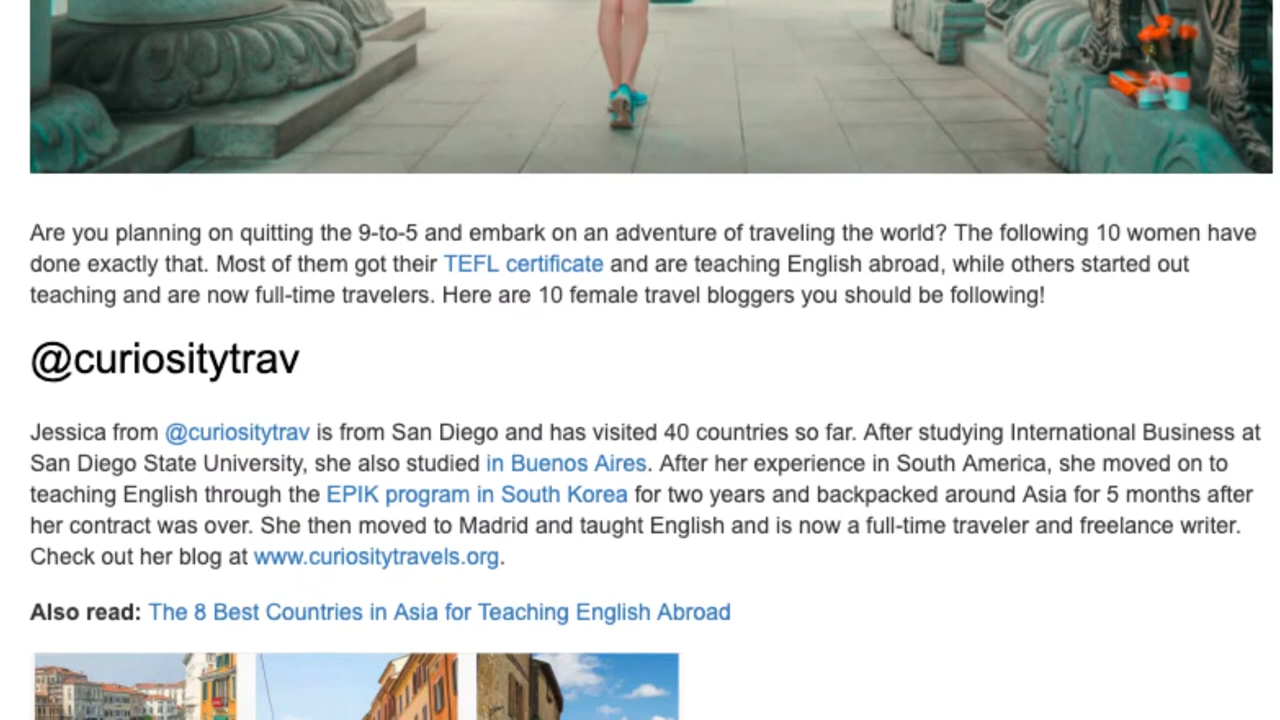 Are you planning on quitting the 9-to-5 and embark on an adventure of traveling the world? The following 10 women have
done exactly that. Most of them got their TEFL certificate and are teaching English abroad, while others started out
teaching and are now full-time travelers. Here are 10 female travel bloggers you should be following!
@curiositytrav
Jessica from @curiositytrav is from San Diego and has visited 40 countries so far. After studying International Business at
San Diego State University, she also studied in Buenos Aires. After her experience in South America, she moved on to
teaching English through the EPIK program in South Korea for two years and backpacked around Asia for 5 months after
her contract was over. She then moved to Madrid and taught English and is now a full-time traveler and freelance writer.
Check out her blog at www.curiositytravels.org.
Also read: The 8 Best Countries in Asia for Teaching English Abroad